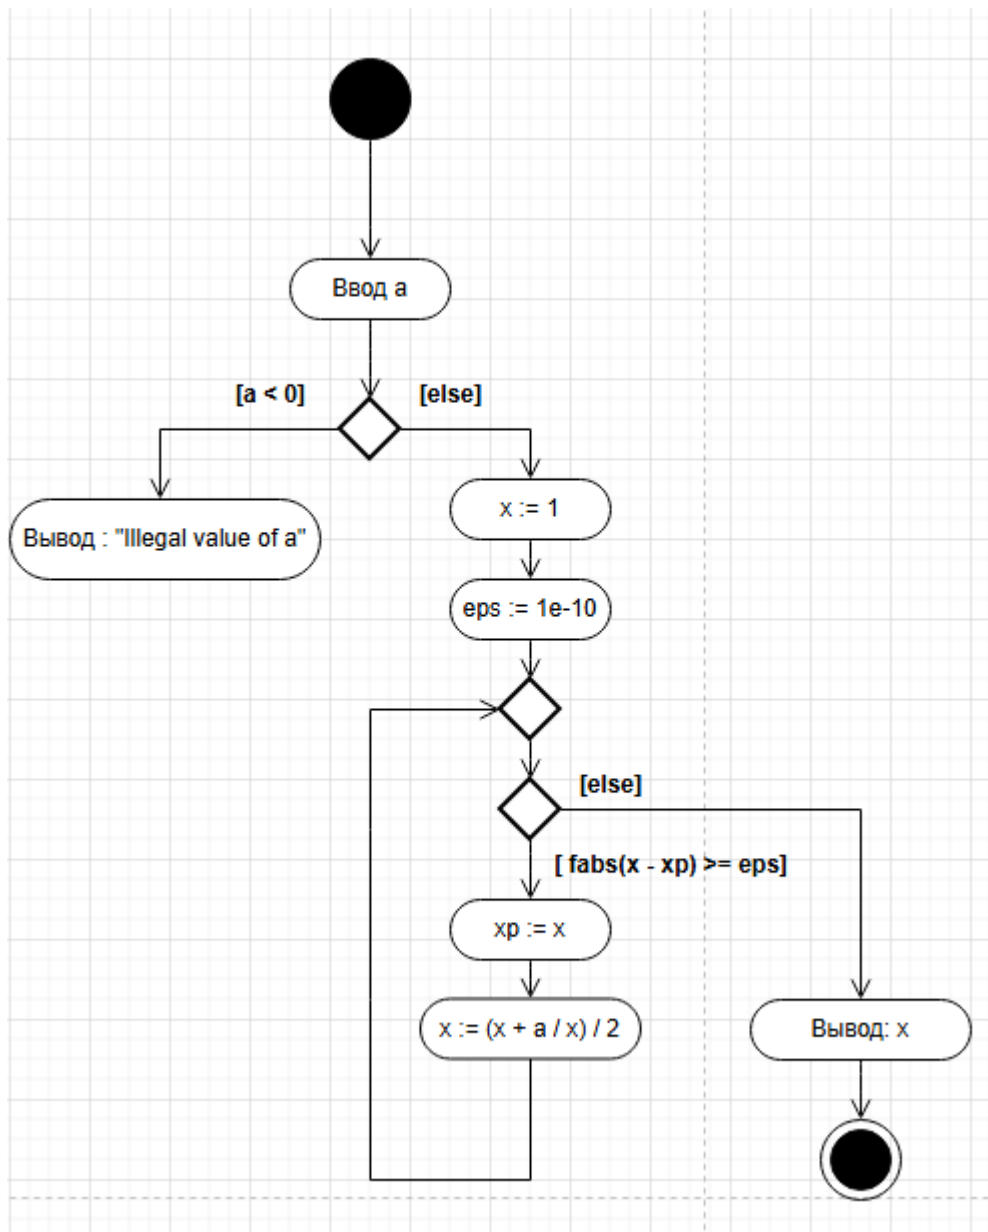 Ввод a
[a < 0]
[else]
x := 1
Вывод : "Illegal value of a"
eps := 1e-10
[else]
[ fabs(x - xp) >= eps]
xp := x
x := (x + a / x) / 2
Вывод: x